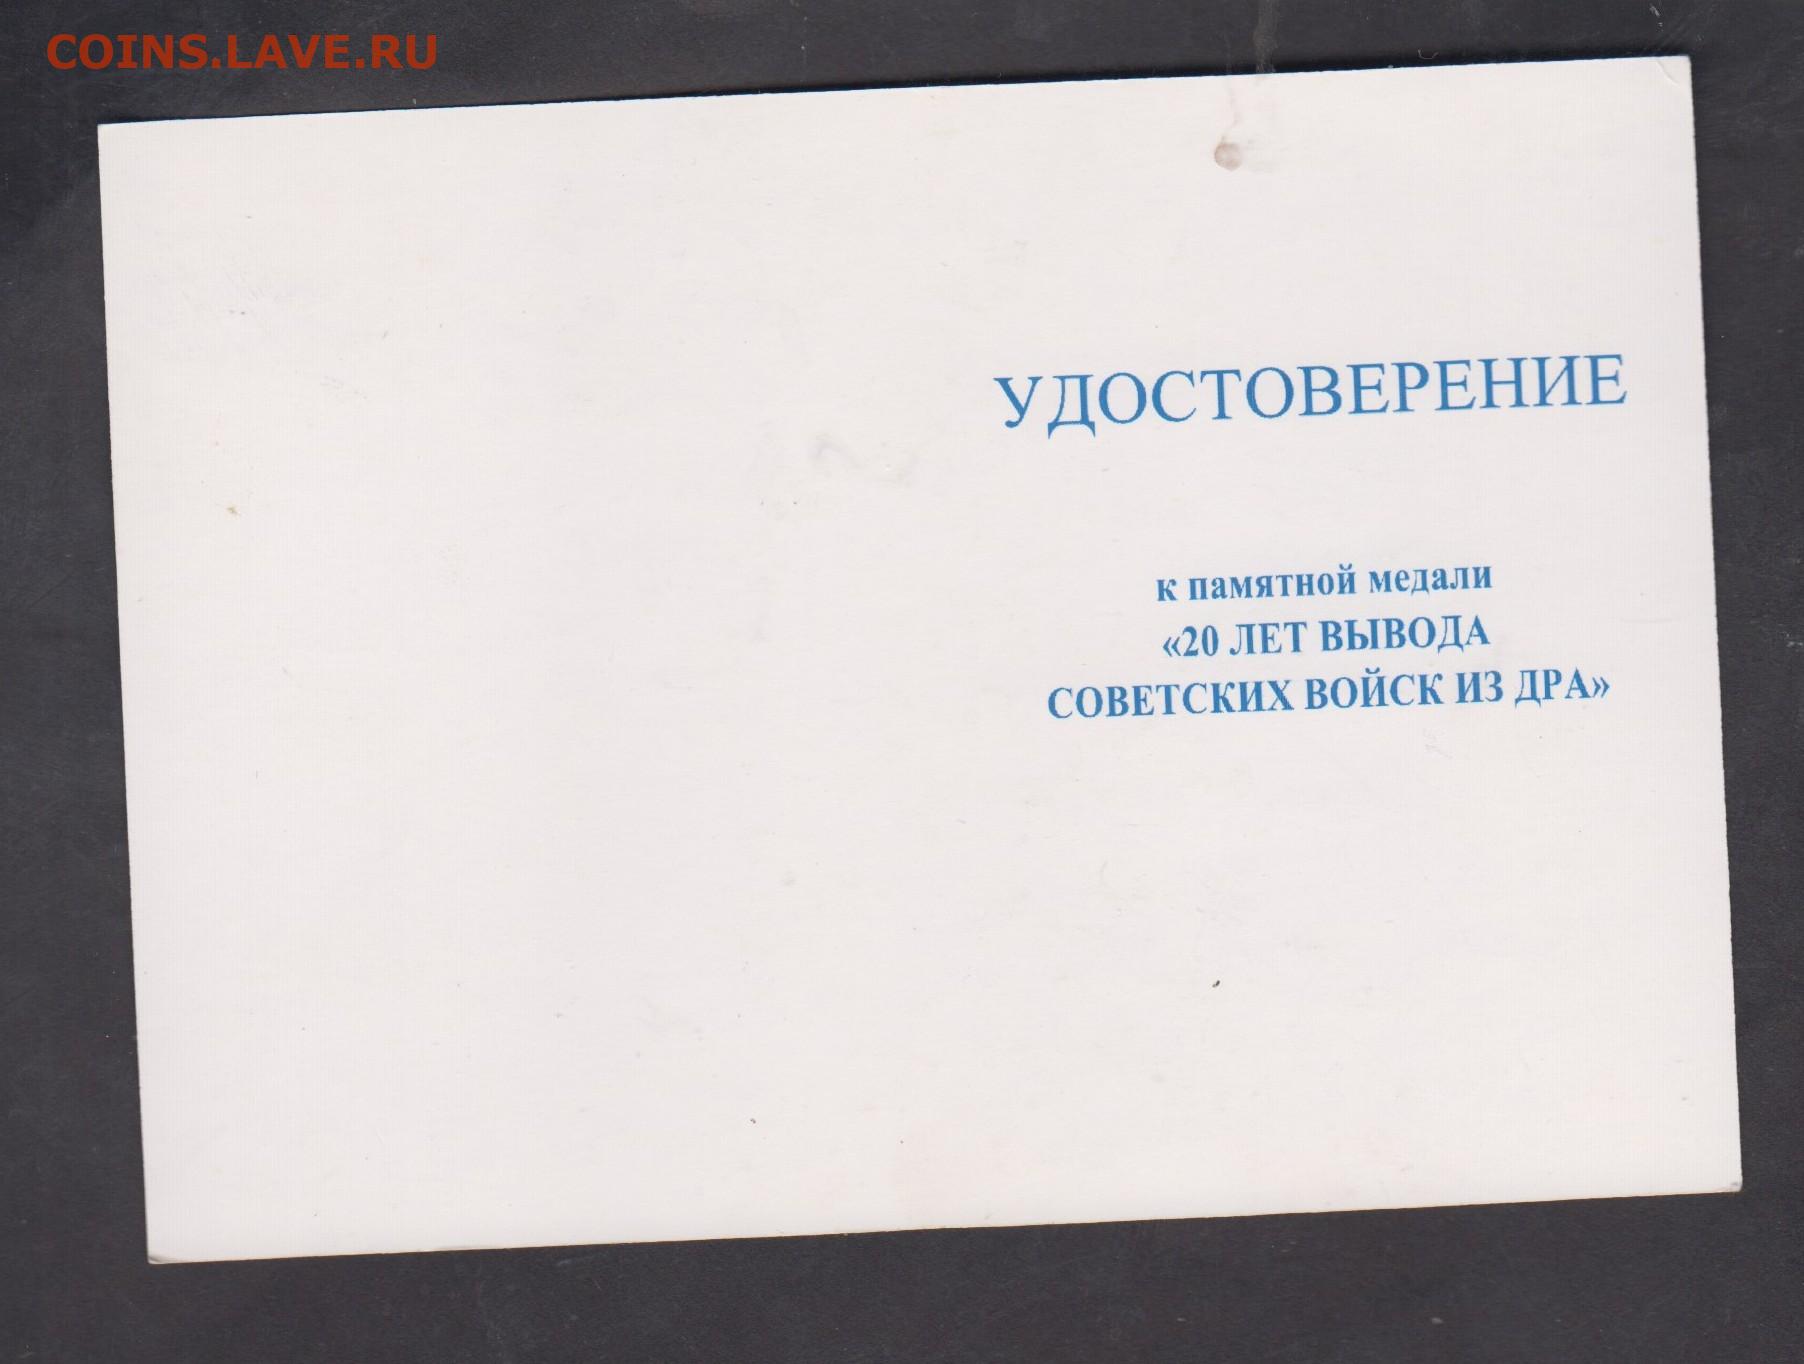 COINS.LAVE.RU
УДОСТОВЕРЕНИЕ
к памятной медали
«20 ЛЕТ ВЫВОДА
СОВЕТСКИХ ВОЙСК ИЗ ДРА»